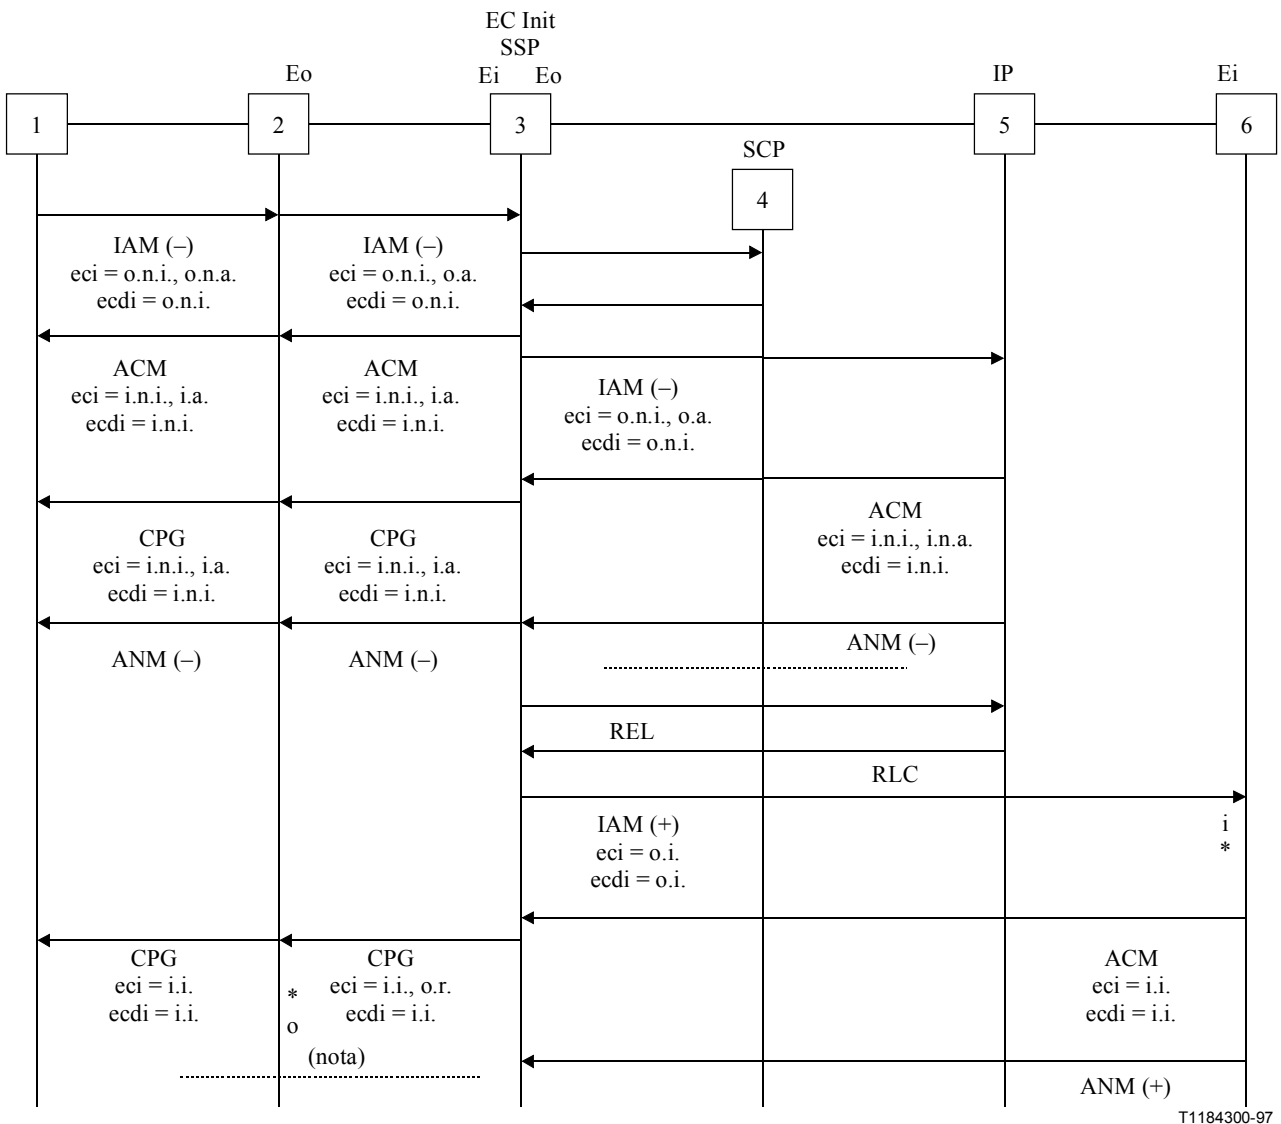 EC Init
SSP
Eo
Ei Eo
IP
Ei
1
2
3
5
6
SCP
4
IAM (–)
eci = o.n.i., o.n.a.
ecdi = o.n.i.
IAM (–)
eci = o.n.i., o.a.
ecdi = o.n.i.
ACM
eci = i.n.i., i.a.
ecdi = i.n.i.
ACM
eci = i.n.i., i.a.
ecdi = i.n.i.
IAM (–)
eci = o.n.i., o.a.
ecdi = o.n.i.
ACM
eci = i.n.i., i.n.a.
ecdi = i.n.i.
CPG
eci = i.n.i., i.a.
ecdi = i.n.i.
CPG
eci = i.n.i., i.a.
ecdi = i.n.i.
ANM (–)
ANM (–)
ANM (–)
REL
RLC
IAM (+)
eci = o.i.
ecdi = o.i.
i
*
CPG
eci = i.i.
ecdi = i.i.
*
o
CPG
eci = i.i., o.r.
ecdi = i.i.
(nota)
ACM
eci = i.i.
ecdi = i.i.
ANM (+)
T1184300-97